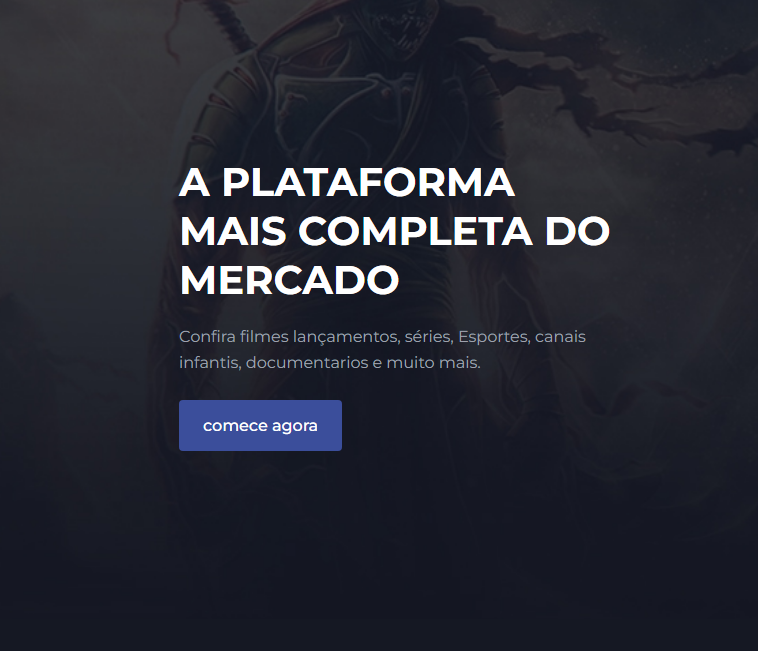 A PLATAFORMA
MAIS COMPLETA DO
MERCADO
Confira filmes lançamentos, séries, Esportes, canais
infantis, documentarios e muito mais.
comece agora